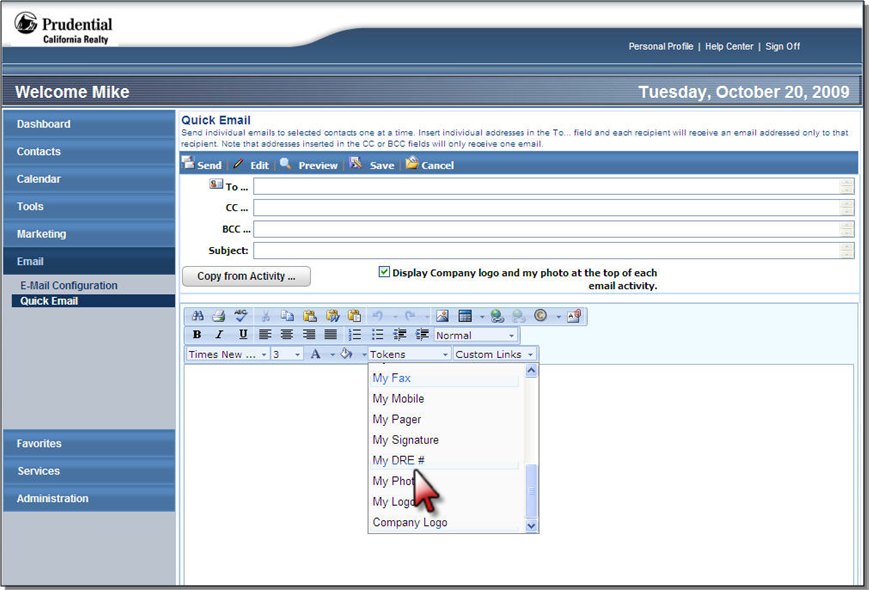 Prudential
California Realty
Personal Profile | Help Center | Sign Off
Welcome Mike
Tuesday, October 20, 2009
Dashboard
Contacts
Calendar
Tools
Marketing
Email
E-Mail Configuration
Quick Email
Favorites
Services
Administration
Quick Email
Send individual emails to selected contacts one at a time. Insert individual addresses in the To... field and each recipient will receive an email addressed only to that
recipient. Note that addresses inserted in the CC or BCC fields will only receive one email.
Send Edit Preview Save Cancel
To ...
CC ...
BCC ...
Subject:
Copy from Activity ...
Display Company logo and my photo at the top of each
email activity.
B I U Normal
Times New ... 3 A Tokens Custom Links
My Fax
My Mobile
My Pager
My Signature
My DRE #
My Phot
My Logo
Company Logo